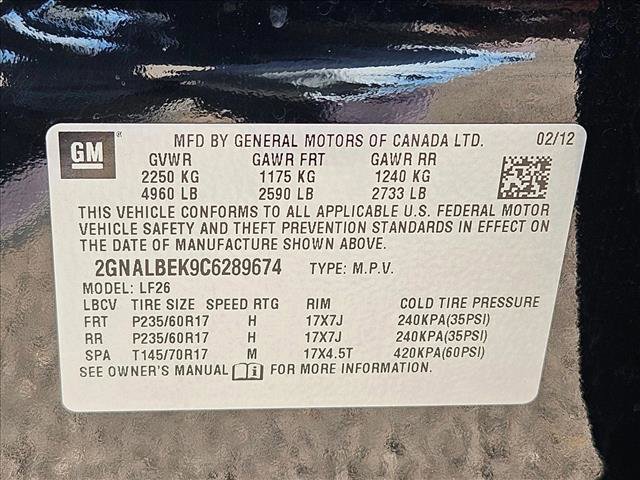 GM ® MFD BY GENERAL MOTORS OF CANADA LTD. 02/12
GVWR GAWR FRT GAWR RR
2250 KG 1175 KG 1240 KG
4960 LB 2590 LB 2733 LB
THIS VEHICLE CONFORMS TO ALL APPLICABLE U.S. FEDERAL MOTOR
VEHICLE SAFETY AND THEFT PREVENTION STANDARDS IN EFFECT ON
THE DATE OF MANUFACTURE SHOWN ABOVE.
2GNALBEK9C6289674 TYPE: M.P.V.
MODEL: LF26
LBCV TIRE SIZE SPEED RTG RIM COLD TIRE PRESSURE
FRT P235/60R17 H 17X7J 240KPA(35PSI)
RR P235/60R17 H 17X7J 240KPA(35PSI)
SPA T145/70R17 M 17X4.5T 420KPA(60PSI)
SEE OWNER'S MANUAL i FOR MORE INFORMATION.